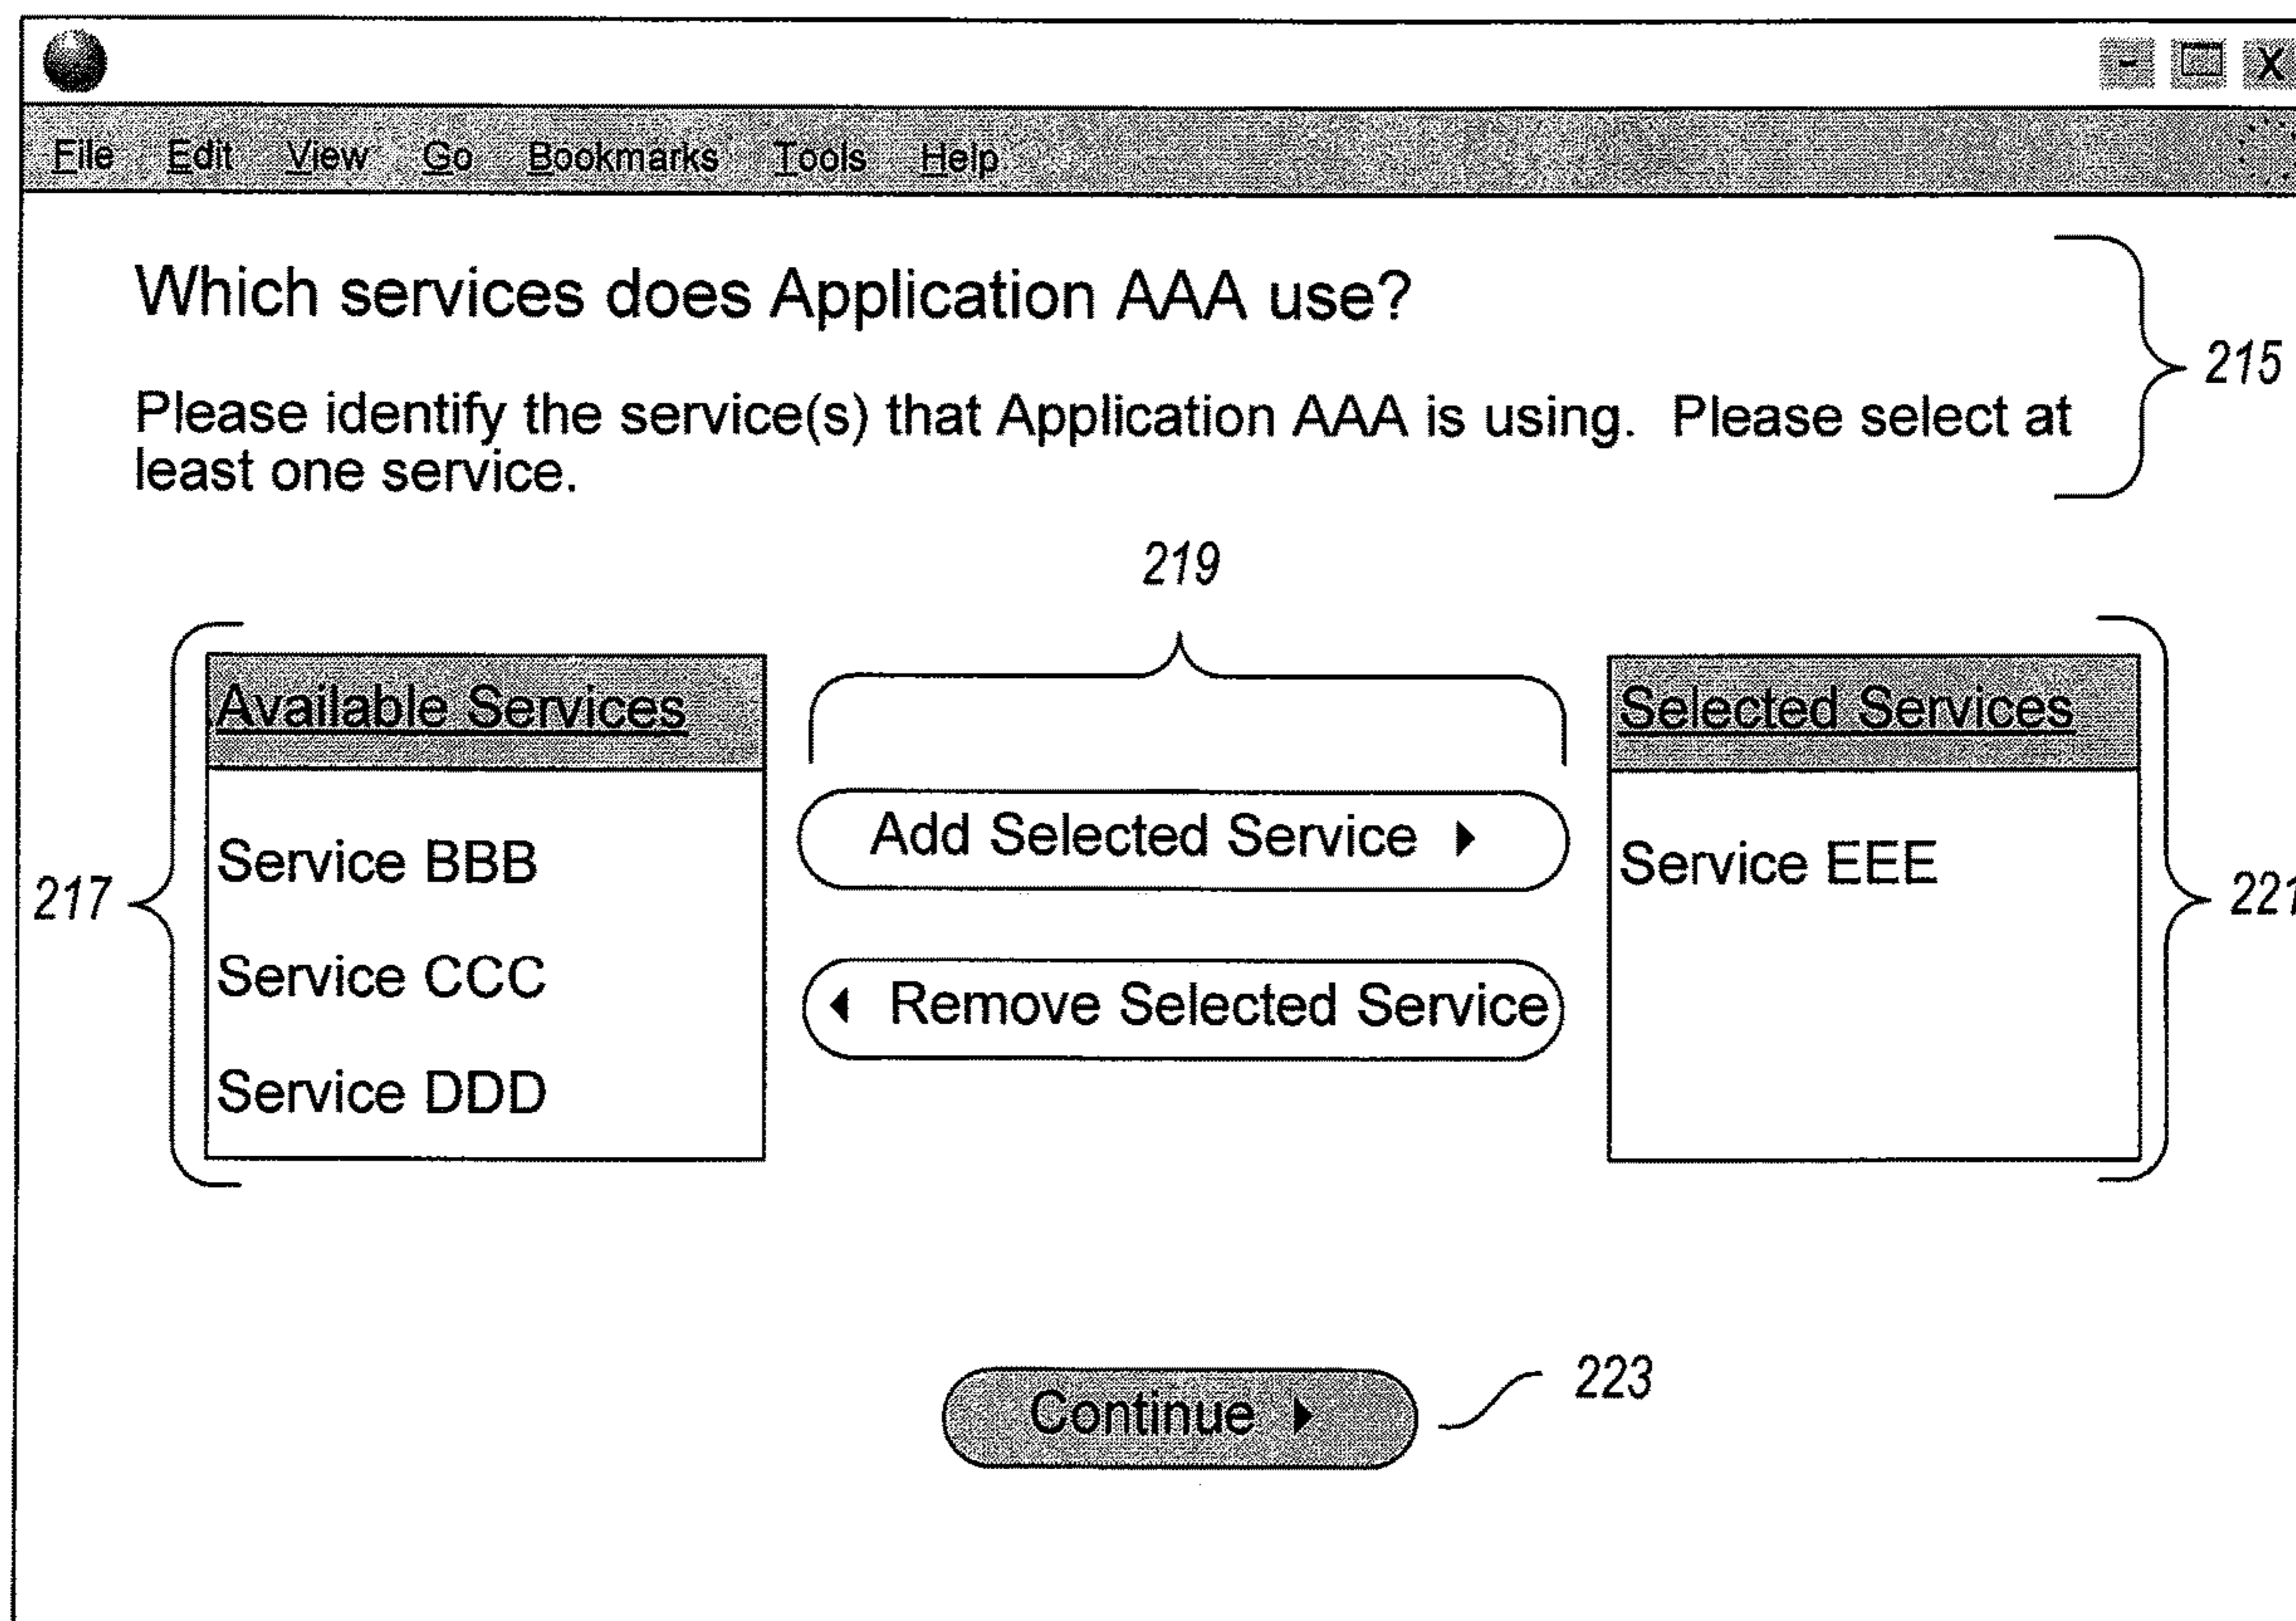 - X
File Edit View Go Bookmarks Tools Help
Which services does Application AAA use?
Please identify the service(s) that Application AAA is using. Please select at
least one service.
215
219
Available Services
Selected Services
Add Selected Service
Service BBB
Service EEE
217
221
Service CCC
Remove Selected Service
Service DDD
Continue
223